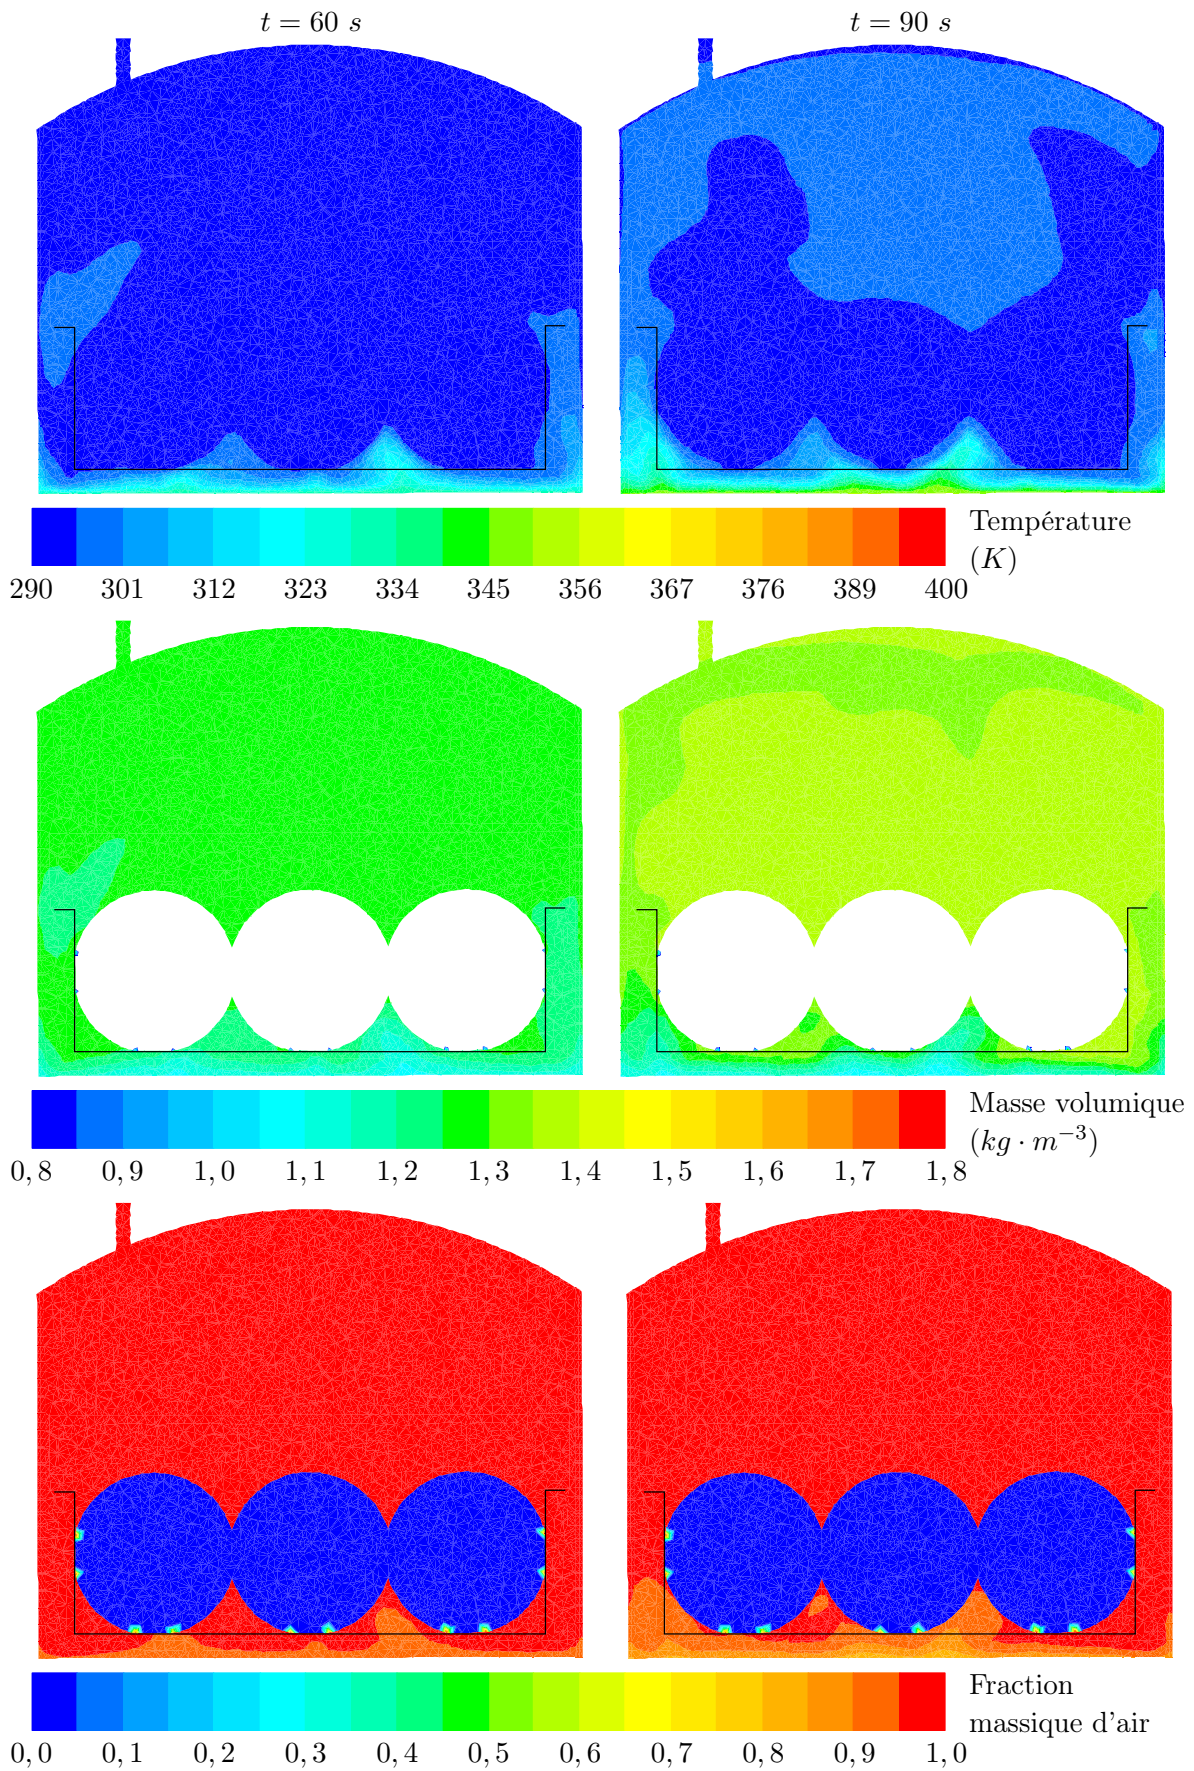 t = 60 s
t = 90 s
Température
(K)
290 301 312 323 334 345 356 367 376 389 400
Masse volumique
(kg · m⁻³)
0,8 0,9 1,0 1,1 1,2 1,3 1,4 1,5 1,6 1,7 1,8
Fraction
massique d'air
0,0 0,1 0,2 0,3 0,4 0,5 0,6 0,7 0,8 0,9 1,0